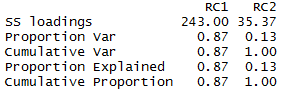 RC1 RC2
SS loadings 243.00 35.37
Proportion Var 0.87 0.13
Cumulative Var 0.87 1.00
Proportion Explained 0.87 0.13
Cumulative Proportion 0.87 1.00